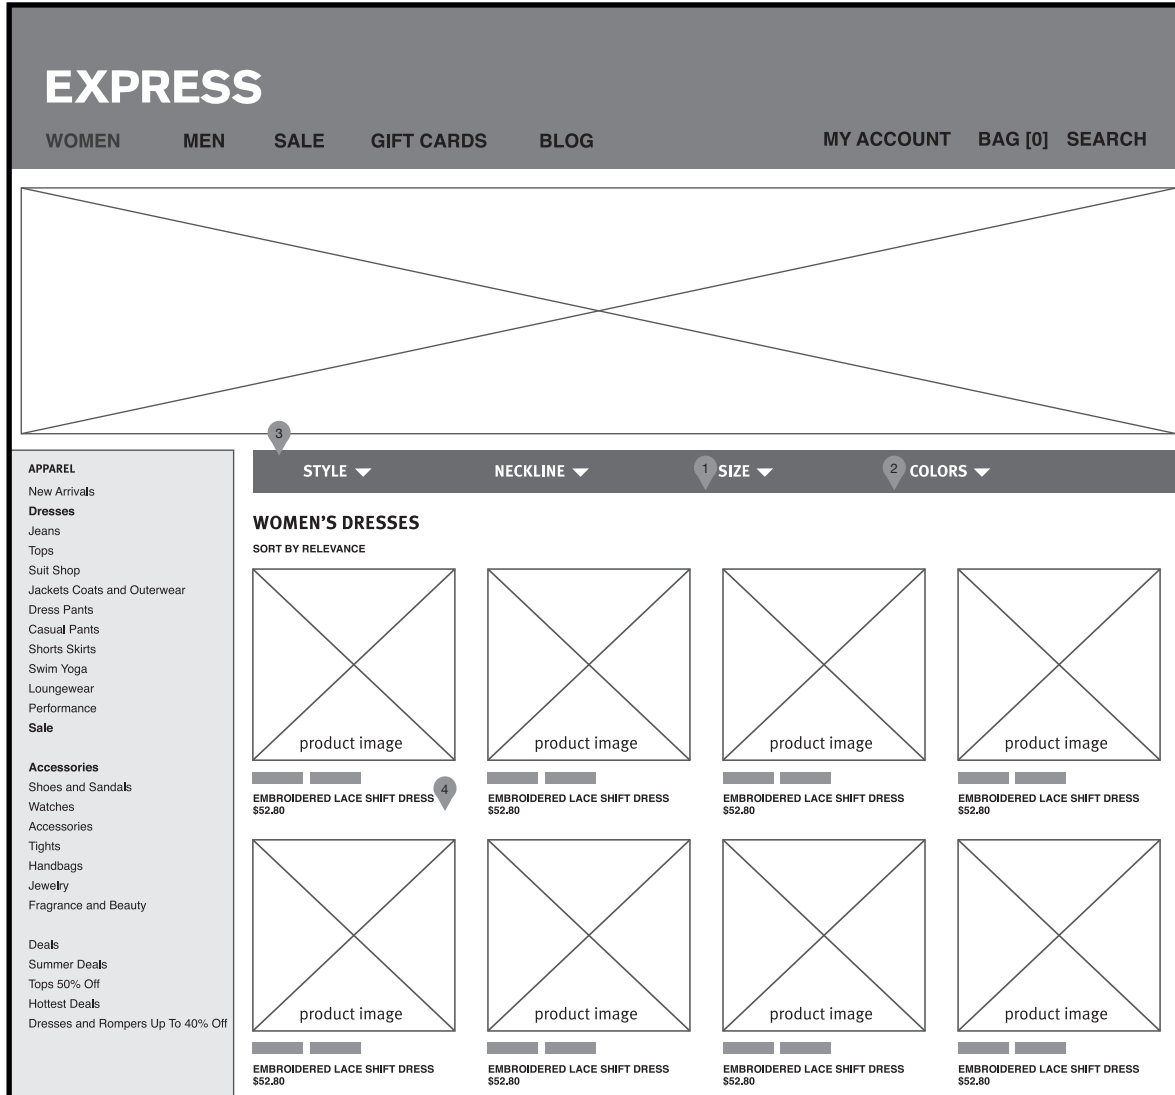 EXPRESS
WOMEN MEN SALE GIFT CARDS BLOG MY ACCOUNT BAG [0] SEARCH
3
APPAREL
New Arrivals
Dresses
Jeans
Tops
Suit Shop
Jackets Coats and Outerwear
Dress Pants
Casual Pants
Shorts Skirts
Swim Yoga
Loungewear
Performance
Sale
Accessories
Shoes and Sandals
Watches
Accessories
Tights
Handbags
Jewelry
Fragrance and Beauty
Deals
Summer Deals
Tops 50% Off
Hottest Deals
Dresses and Rompers Up To 40% Off
STYLE NECKLINE 1 SIZE 2 COLORS
WOMEN'S DRESSES
SORT BY RELEVANCE
product image product image product image product image
4
EMBROIDERED LACE SHIFT DRESS EMBROIDERED LACE SHIFT DRESS EMBROIDERED LACE SHIFT DRESS EMBROIDERED LACE SHIFT DRESS
$52.80 $52.80 $52.80 $52.80
product image product image product image product image
EMBROIDERED LACE SHIFT DRESS EMBROIDERED LACE SHIFT DRESS EMBROIDERED LACE SHIFT DRESS EMBROIDERED LACE SHIFT DRESS
$52.80 $52.80 $52.80 $52.80